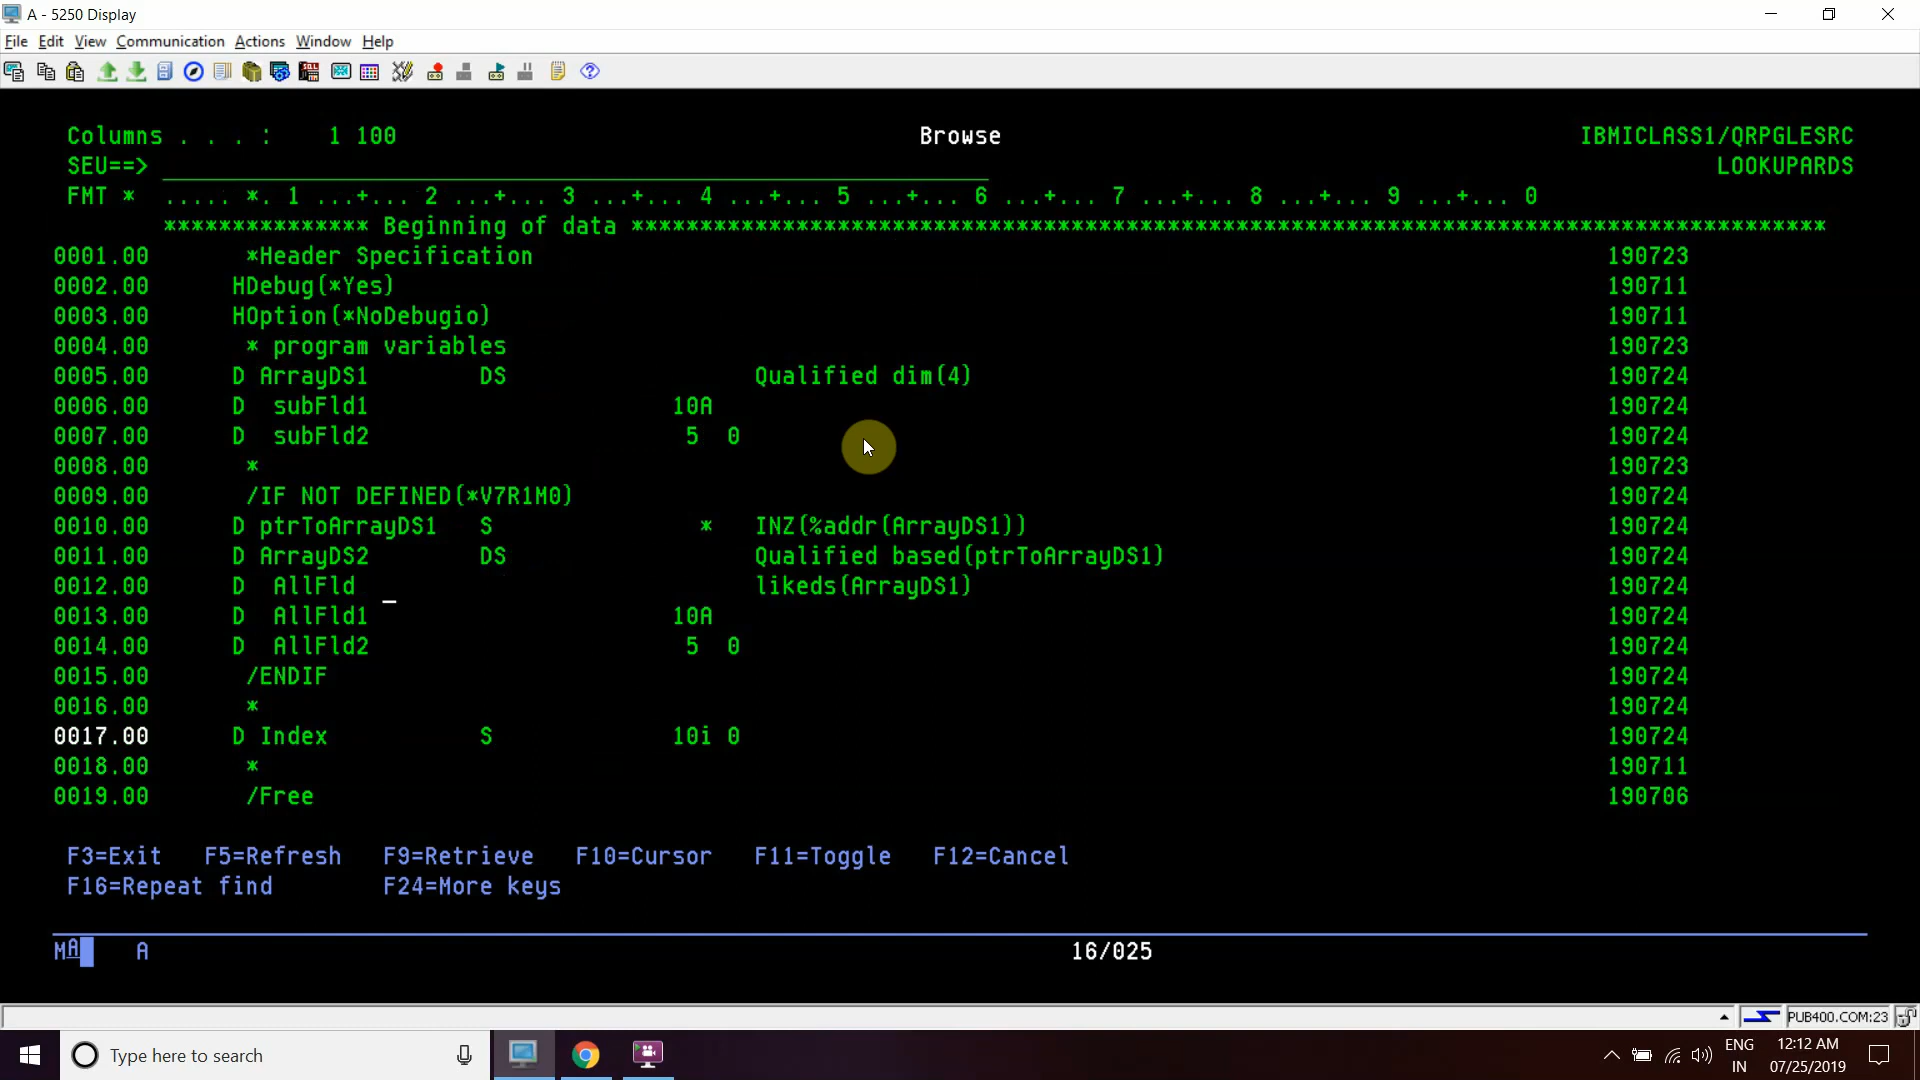 A - 5250 Display
File Edit View Communication Actions Window Help
Columns . . . :    1 100                                      Browse                                          IBMICLASS1/QRPGLESRC
SEU==>                                                                                                                  LOOKUPARDS
FMT *  ..... *. 1 ...+... 2 ...+... 3 ...+... 4 ...+... 5 ...+... 6 ...+... 7 ...+... 8 ...+... 9 ...+... 0
*************** Beginning of data ***************************************************************************************
0001.00       *Header Specification 190723
0002.00      HDebug(*Yes) 190711
0003.00      HOption(*NoDebugio) 190711
0004.00       * program variables 190723
0005.00      D ArrayDS1        DS                  Qualified dim(4) 190724
0006.00      D  subFld1                      10A 190724
0007.00      D  subFld2                       5  0 190724
0008.00       * 190723
0009.00       /IF NOT DEFINED(*V7R1M0) 190724
0010.00      D ptrToArrayDS1   S               *   INZ(%addr(ArrayDS1)) 190724
0011.00      D ArrayDS2        DS                  Qualified based(ptrToArrayDS1) 190724
0012.00      D  AllFld                             likeds(ArrayDS1) 190724
0013.00      D  AllFld1                      10A 190724
0014.00      D  AllFld2                       5  0 190724
0015.00       /ENDIF 190724
0016.00       * 190724
0017.00      D Index           S             10i 0 190724
0018.00       * 190711
0019.00       /Free 190706
F3=Exit   F5=Refresh   F9=Retrieve   F10=Cursor   F11=Toggle   F12=Cancel
F16=Repeat find        F24=More keys
MA    A    16/025
PUB400.COM:23
Type here to search
ENG 12:12 AM
IN 07/25/2019